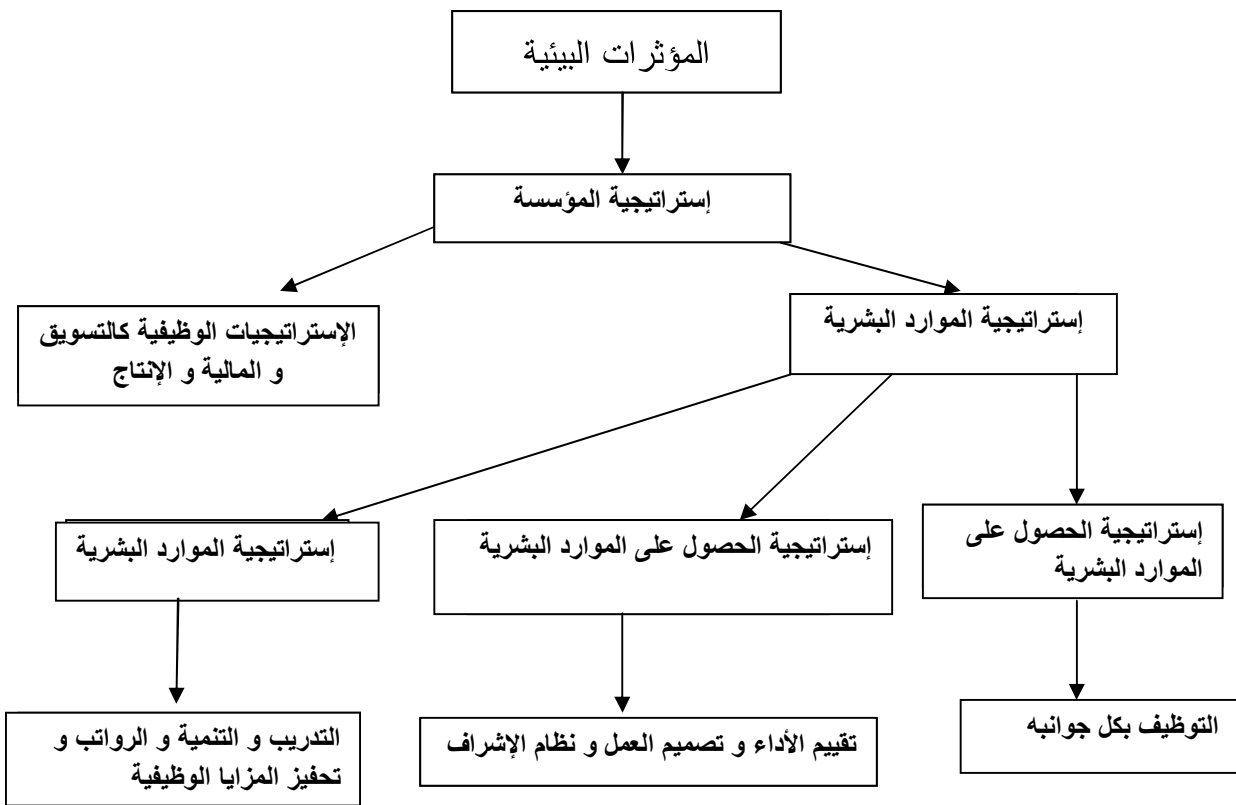 المؤثرات البيئية
إستراتيجية المؤسسة
إستراتيجية الموارد البشرية
الإستراتيجيات الوظيفية كالتسويق
و المالية و الإنتاج
إستراتيجية الحصول على
الموارد البشرية
إستراتيجية الحصول على الموارد البشرية
إستراتيجية الموارد البشرية
التوظيف بكل جوانبه
تقييم الأداء و تصميم العمل و نظام الإشراف
التدريب و التنمية و الرواتب و
تحفيز المزايا الوظيفية